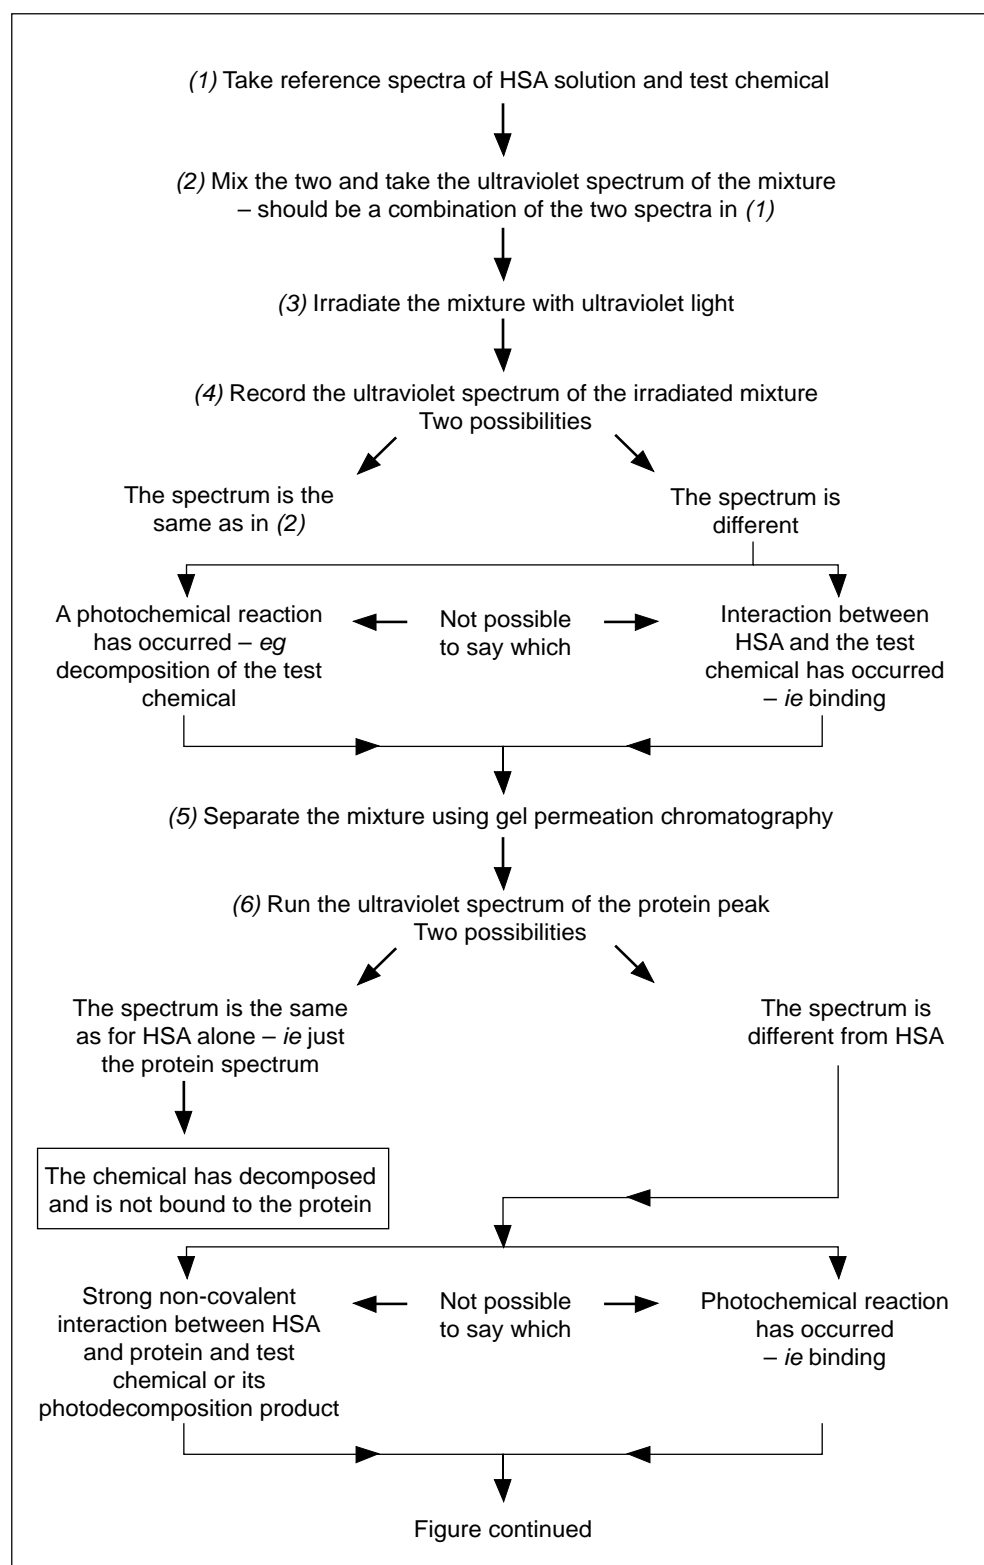 (1) Take reference spectra of HSA solution and test chemical
(2) Mix the two and take the ultraviolet spectrum of the mixture
– should be a combination of the two spectra in (1)
(3) Irradiate the mixture with ultraviolet light
(4) Record the ultraviolet spectrum of the irradiated mixture
Two possibilities
The spectrum is the
same as in (2)
The spectrum is
different
A photochemical reaction
has occurred – eg
decomposition of the test
chemical
Not possible
to say which
Interaction between
HSA and the test
chemical has occurred
– ie binding
(5) Separate the mixture using gel permeation chromatography
(6) Run the ultraviolet spectrum of the protein peak
Two possibilities
The spectrum is the same
as for HSA alone – ie just
the protein spectrum
The spectrum is
different from HSA
The chemical has decomposed
and is not bound to the protein
Strong non-covalent
interaction between HSA
and protein and test
chemical or its
photodecomposition product
Not possible
to say which
Photochemical reaction
has occurred
– ie binding
Figure continued